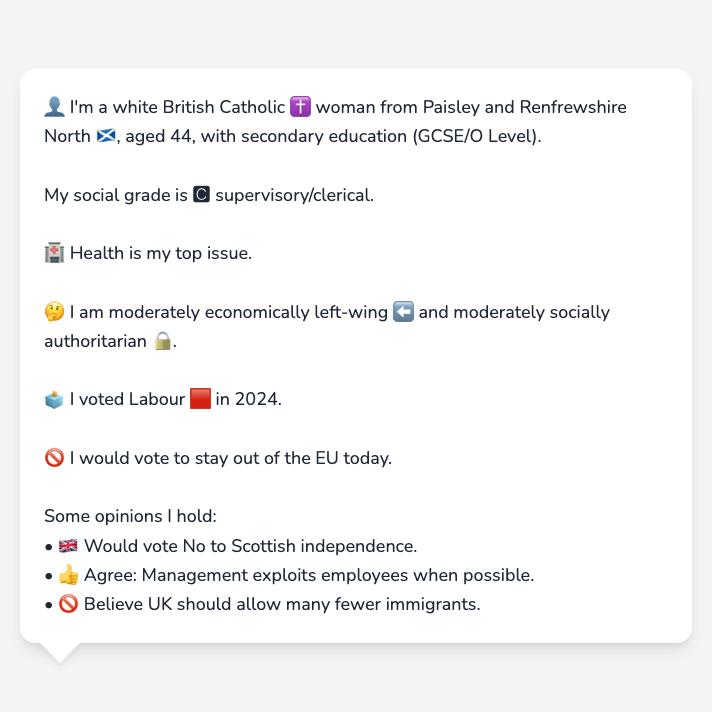 👤 I'm a white British Catholic ✝️ woman from Paisley and Renfrewshire
North 🏴󠁧󠁢󠁳󠁣󠁴󠁿, aged 44, with secondary education (GCSE/O Level).
My social grade is 🅲 supervisory/clerical.
🏥 Health is my top issue.
🤔 I am moderately economically left-wing ⬅️ and moderately socially
authoritarian 🔒.
🗳️ I voted Labour 🟥 in 2024.
🚫 I would vote to stay out of the EU today.
Some opinions I hold:
• 🇬🇧 Would vote No to Scottish independence.
• 👍 Agree: Management exploits employees when possible.
• 🚫 Believe UK should allow many fewer immigrants.